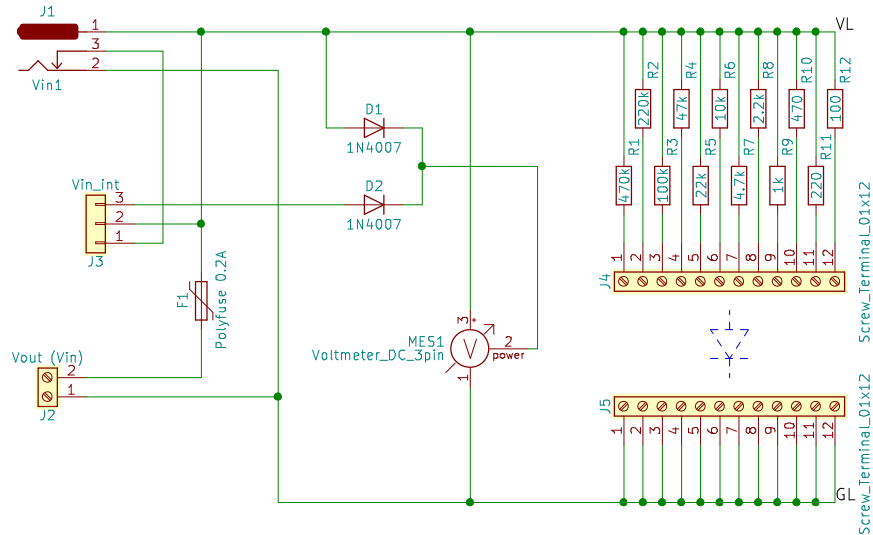 J1
1
3
2
Vin1
Vin_int
3
2
1
J3
F1
Polyfuse 0.2A
Vout (Vin)
2
1
J2
D1
1N4007
D2
1N4007
MES1
Voltmeter_DC_3pin
3
+
V
2
power
1
VL
R2
R4
R6
R8
R10
R12
220k
47k
10k
2.2k
470
100
R1
R3
R5
R7
R9
R11
470k
100k
22k
4.7k
1k
220
1 2 3 4 5 6 7 8 9 10 11 12
J4
Screw_Terminal_01x12
J5
1 2 3 4 5 6 7 8 9 10 11 12
Screw_Terminal_01x12
GL